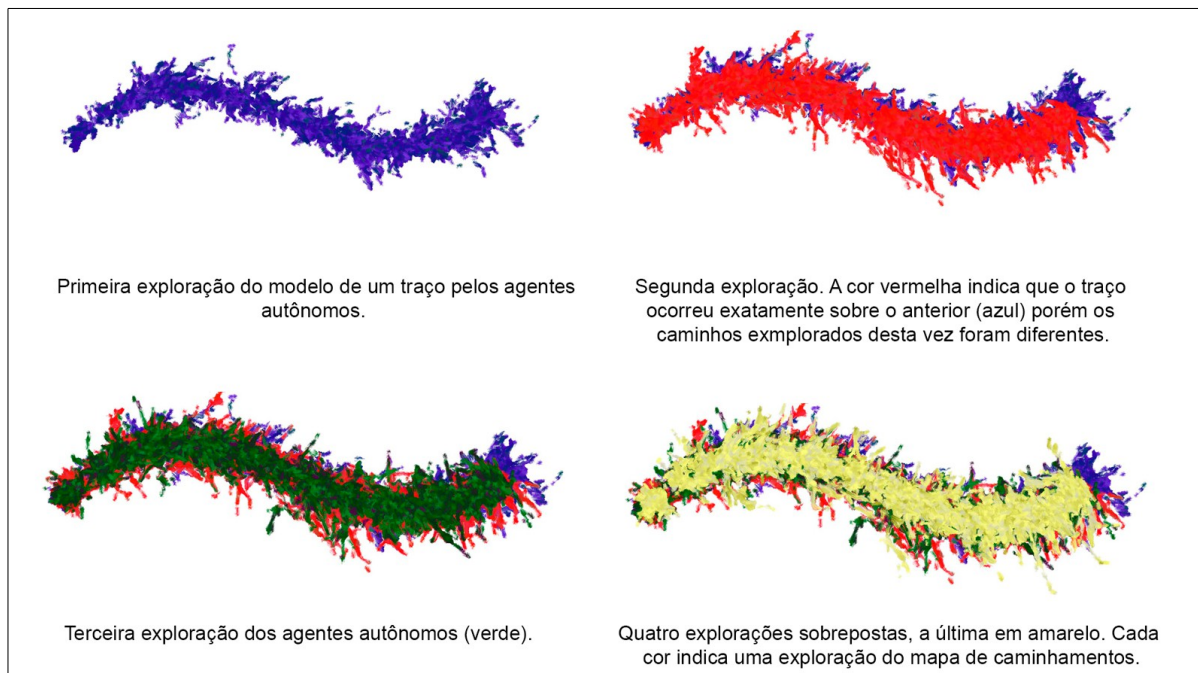 Primeira exploração do modelo de um traço pelos agentes
autônomos.
Segunda exploração. A cor vermelha indica que o traço
ocorreu exatamente sobre o anterior (azul) porém os
caminhos exmplorados desta vez foram diferentes.
Terceira exploração dos agentes autônomos (verde).
Quatro explorações sobrepostas, a última em amarelo. Cada
cor indica uma exploração do mapa de caminhamentos.